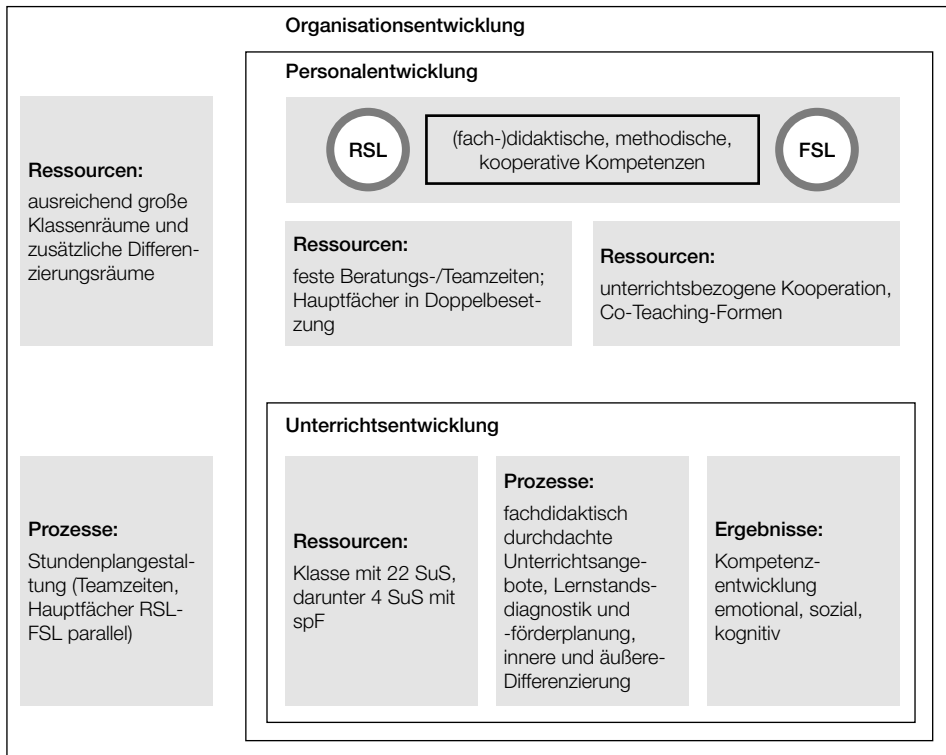 Organisationsentwicklung
Personalentwicklung
RSL
(fach-)didaktische, methodische,
kooperative Kompetenzen
FSL
Ressourcen:
ausreichend große
Klassenräume und
zusätzliche Differen-
zierungsräume
Ressourcen:
feste Beratungs-/Teamzeiten;
Hauptfächer in Doppelbeset-
zung
Ressourcen:
unterrichtsbezogene Kooperation,
Co-Teaching-Formen
Unterrichtsentwicklung
Prozesse:
Stundenplangestal-
tung (Teamzeiten,
Hauptfächer RSL-
FSL parallel)
Ressourcen:
Klasse mit 22 SuS,
darunter 4 SuS mit
spF
Prozesse:
fachdidaktisch
durchdachte
Unterrichtsange-
bote, Lernstands-
diagnostik und
-förderplanung,
innere und äußere-
Differenzierung
Ergebnisse:
Kompetenz-
entwicklung
emotional, sozial,
kognitiv